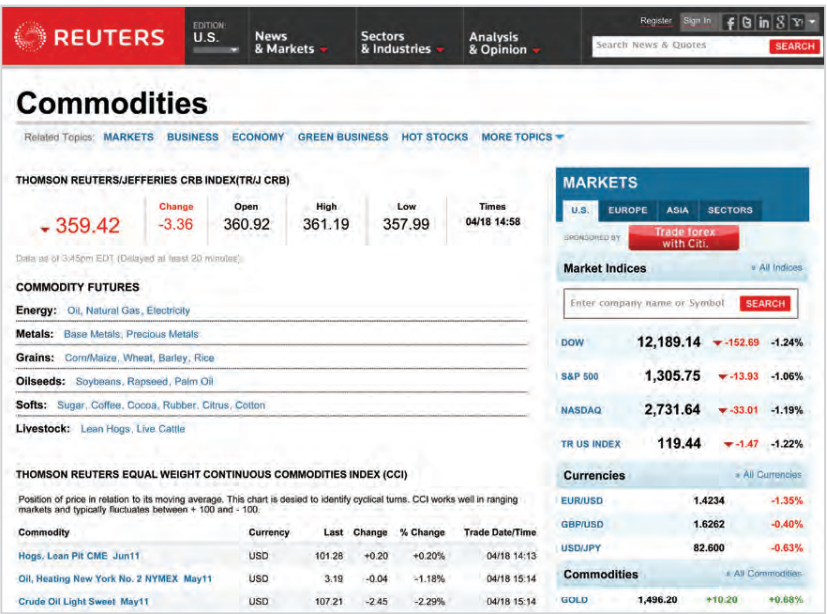 REUTERS
EDITION:
U.S.
News
& Markets
Sectors
& Industries
Analysis
& Opinion
Register Sign In
Search News & Quotes SEARCH
Commodities
Related Topics: MARKETS BUSINESS ECONOMY GREEN BUSINESS HOT STOCKS MORE TOPICS
THOMSON REUTERS/JEFFERIES CRB INDEX(TR/J CRB)
Change Open High Low Times
359.42 -3.36 360.92 361.19 357.99 04/18 14:58
Data as of 3:45pm EDT (Delayed at least 20 minutes).
COMMODITY FUTURES
Energy: Oil, Natural Gas, Electricity
Metals: Base Metals, Precious Metals
Grains: Corn/Maize, Wheat, Barley, Rice
Oilseeds: Soybeans, Rapseed, Palm Oil
Softs: Sugar, Coffee, Cocoa, Rubber, Citrus, Cotton
Livestock: Lean Hogs, Live Cattle
THOMSON REUTERS EQUAL WEIGHT CONTINUOUS COMMODITIES INDEX (CCI)
Position of price in relation to its moving average. This chart is desied to identify cyclical turns. CCI works well in ranging
markets and typically fluctuates between + 100 and - 100.
Commodity Currency Last Change % Change Trade Date/Time
Hogs, Lean Pit CME Jun11 USD 101.28 +0.20 +0.20% 04/18 14:13
Oil, Heating New York No. 2 NYMEX May11 USD 3.19 -0.04 -1.18% 04/18 15:14
Crude Oil Light Sweet May11 USD 107.21 -2.45 -2.29% 04/18 15:14
MARKETS
U.S. EUROPE ASIA SECTORS
SPONSORED BY
Trade forex
with Citi.
Market Indices » All Indices
Enter company name or Symbol SEARCH
DOW 12,189.14 -152.69 -1.24%
S&P 500 1,305.75 -13.93 -1.06%
NASDAQ 2,731.64 -33.01 -1.19%
TR US INDEX 119.44 -1.47 -1.22%
Currencies » All Currencies
EUR/USD 1.4234 -1.35%
GBP/USD 1.6262 -0.40%
USD/JPY 82.600 -0.63%
Commodities » All Commodities
GOLD 1,496.20 +10.20 +0.68%